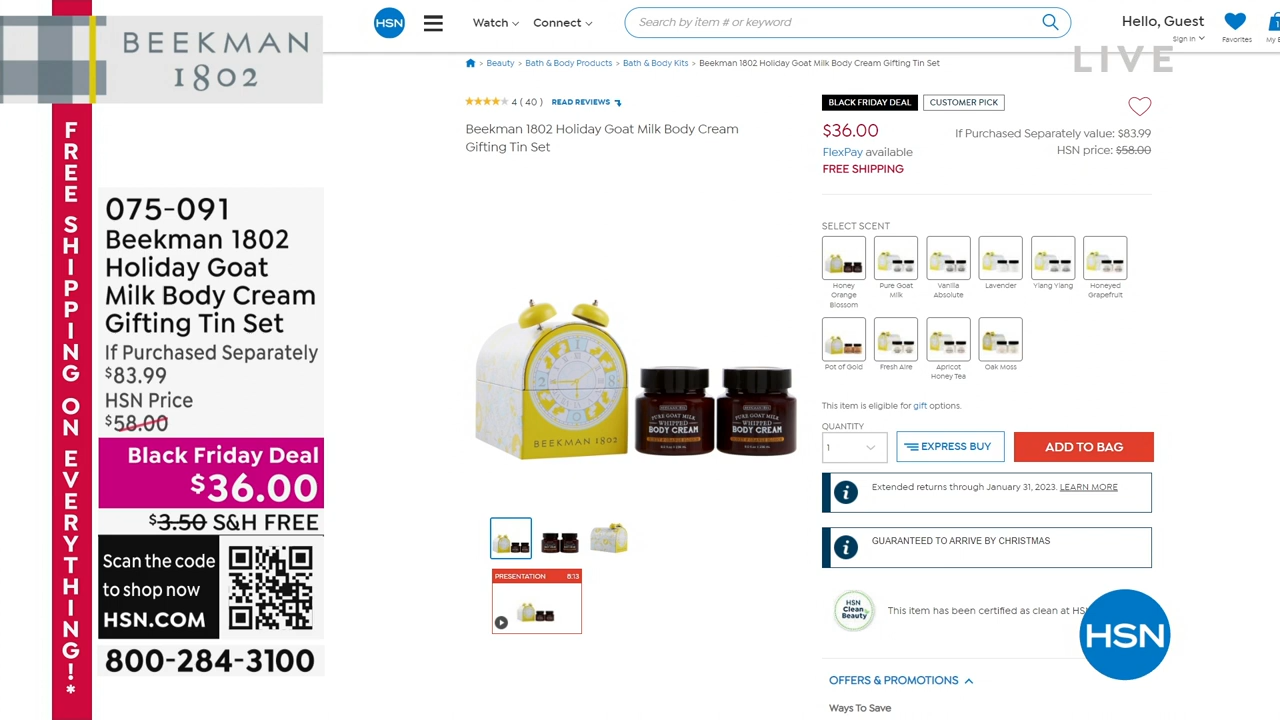 BEEKMAN
1802
FREE SHIPPING ON EVERYTHING!*
075-091
Beekman 1802
Holiday Goat
Milk Body Cream
Gifting Tin Set
If Purchased Separately
$83.99
HSN Price
$58.00
Black Friday Deal
$36.00
$3.50 S&H FREE
Scan the code
to shop now
HSN.COM
800-284-3100
HSN
Watch
Connect
Search by item # or keyword
Hello, Guest
Sign In
Favorites
1
My B
LIVE
> Beauty > Bath & Body Products > Bath & Body Kits > Beekman 1802 Holiday Goat Milk Body Cream Gifting Tin Set
4 ( 40 ) READ REVIEWS
Beekman 1802 Holiday Goat Milk Body Cream
Gifting Tin Set
BEEKMAN 1802
PURE GOAT MILK
WHIPPED
BODY CREAM
PURE GOAT MILK
WHIPPED
BODY CREAM
PRESENTATION 6:13
BLACK FRIDAY DEAL
CUSTOMER PICK
$36.00
If Purchased Separately value: $83.99
FlexPay available
HSN price: $58.00
FREE SHIPPING
SELECT SCENT
Honey
Orange
Blossom
Pure Goat
Milk
Vanilla
Absolute
Lavender
Ylang Ylang
Honeyed
Grapefruit
Pot of Gold
Fresh Aire
Apricot
Honey Tea
Oak Moss
This item is eligible for gift options.
QUANTITY
1
EXPRESS BUY
ADD TO BAG
Extended returns through January 31, 2023. LEARN MORE
GUARANTEED TO ARRIVE BY CHRISTMAS
HSN
Clean
Beauty
This item has been certified as clean at HS
HSN
OFFERS & PROMOTIONS
Ways To Save